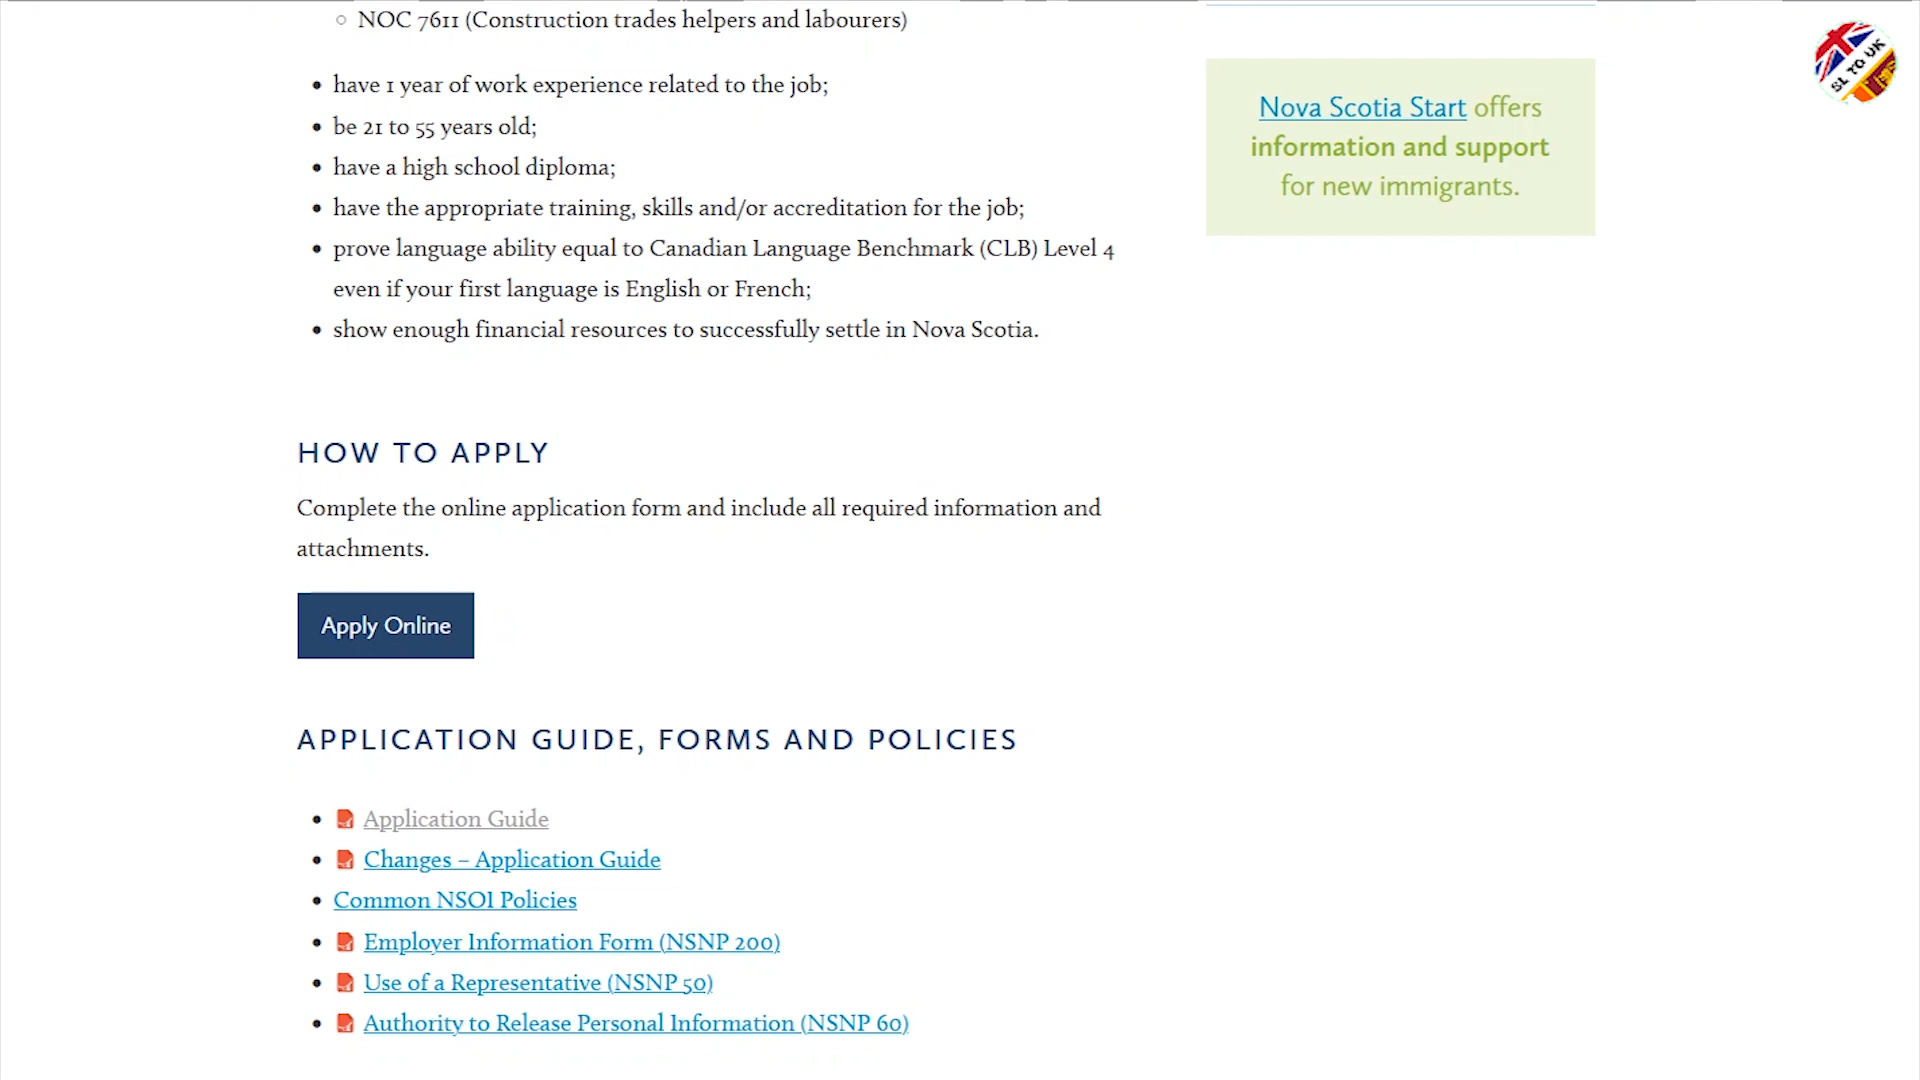 NOC 7611 (Construction trades helpers and labourers)
have 1 year of work experience related to the job;
be 21 to 55 years old;
have a high school diploma;
have the appropriate training, skills and/or accreditation for the job;
prove language ability equal to Canadian Language Benchmark (CLB) Level 4
even if your first language is English or French;
show enough financial resources to successfully settle in Nova Scotia.
HOW TO APPLY
Complete the online application form and include all required information and
attachments.
Apply Online
APPLICATION GUIDE, FORMS AND POLICIES
Application Guide
Changes – Application Guide
Common NSOI Policies
Employer Information Form (NSNP 200)
Use of a Representative (NSNP 50)
Authority to Release Personal Information (NSNP 60)
Nova Scotia Start offers
information and support
for new immigrants.
SL TO UK